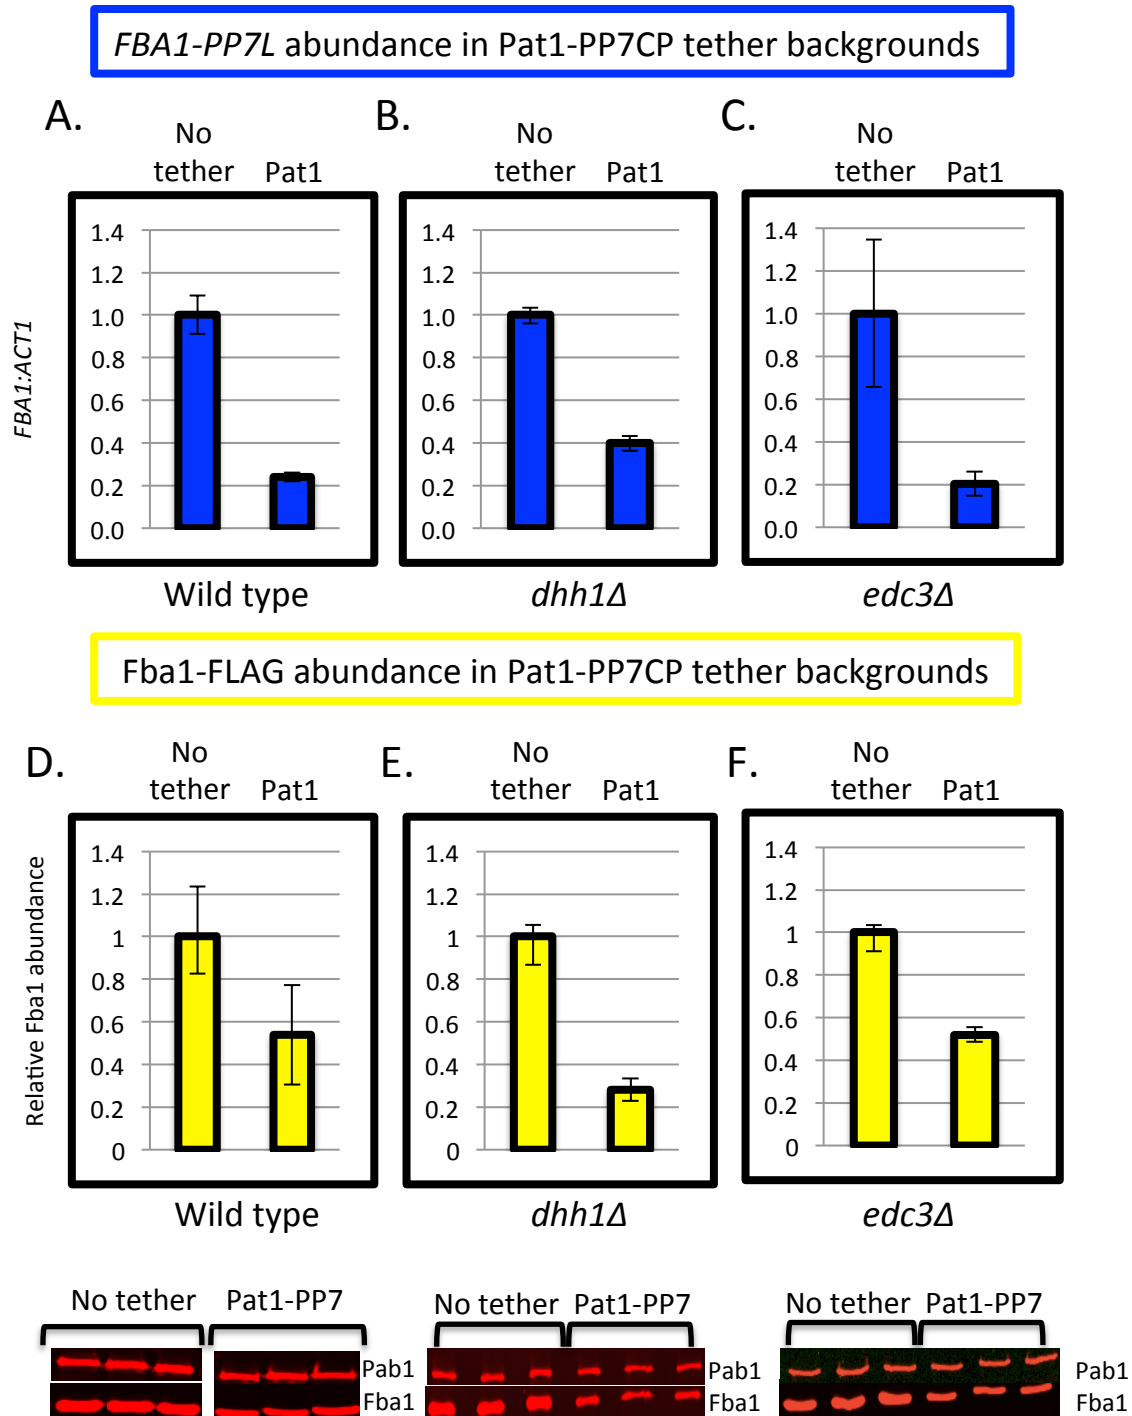 FBA1-PP7L abundance in Pat1-PP7CP tether backgrounds
A.
No
tether Pat1
B.
No
tether Pat1
C.
No
tether Pat1
FBA1:ACT1
1.4
1.2
1.0
0.8
0.6
0.4
0.2
0.0
1.4
1.2
1.0
0.8
0.6
0.4
0.2
0.0
1.4
1.2
1.0
0.8
0.6
0.4
0.2
0.0
Wild type
dhh1Δ
edc3Δ
Fba1-FLAG abundance in Pat1-PP7CP tether backgrounds
D.
No
tether Pat1
E.
No
tether Pat1
F.
No
tether Pat1
Relative Fba1 abundance
1.4
1.2
1
0.8
0.6
0.4
0.2
0
1.4
1.2
1
0.8
0.6
0.4
0.2
0
1.4
1.2
1
0.8
0.6
0.4
0.2
0
Wild type
dhh1Δ
edc3Δ
No tether Pat1-PP7
Pab1
Fba1
No tether Pat1-PP7
Pab1
Fba1
No tether Pat1-PP7
Pab1
Fba1